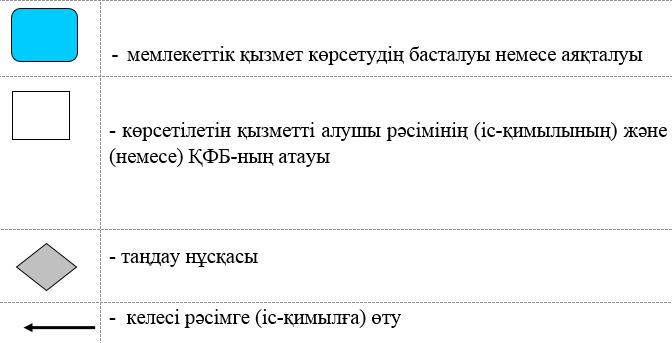 - мемлекеттік қызмет көрсетудің басталуы немесе аяқталуы
- көрсетілетін қызметті алушы рәсімінің (іс-қимылының) және
(немесе) ҚФБ-ның атауы
- таңдау нұсқасы
- келесі рәсімге (іс-қимылға) өту